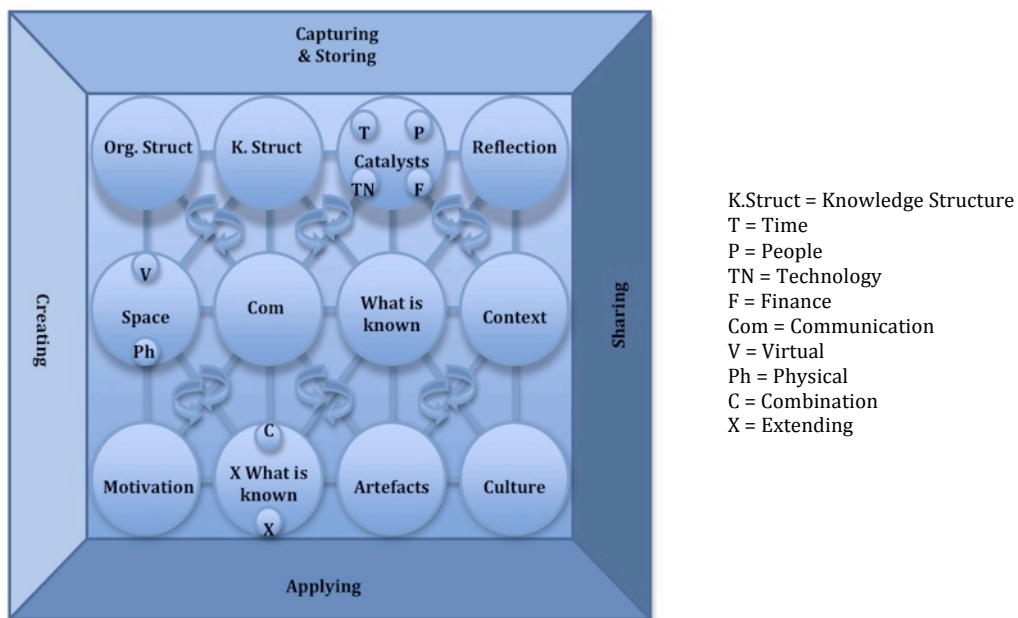 Capturing
& Storing
Org. Struct
K. Struct
T
P
Catalysts
TN
F
Reflection
V
Space
Ph
Com
What is
known
Context
Motivation
C
X What is
known
X
Artefacts
Culture
Creating
Sharing
Applying
K.Struct = Knowledge Structure
T = Time
P = People
TN = Technology
F = Finance
Com = Communication
V = Virtual
Ph = Physical
C = Combination
X = Extending